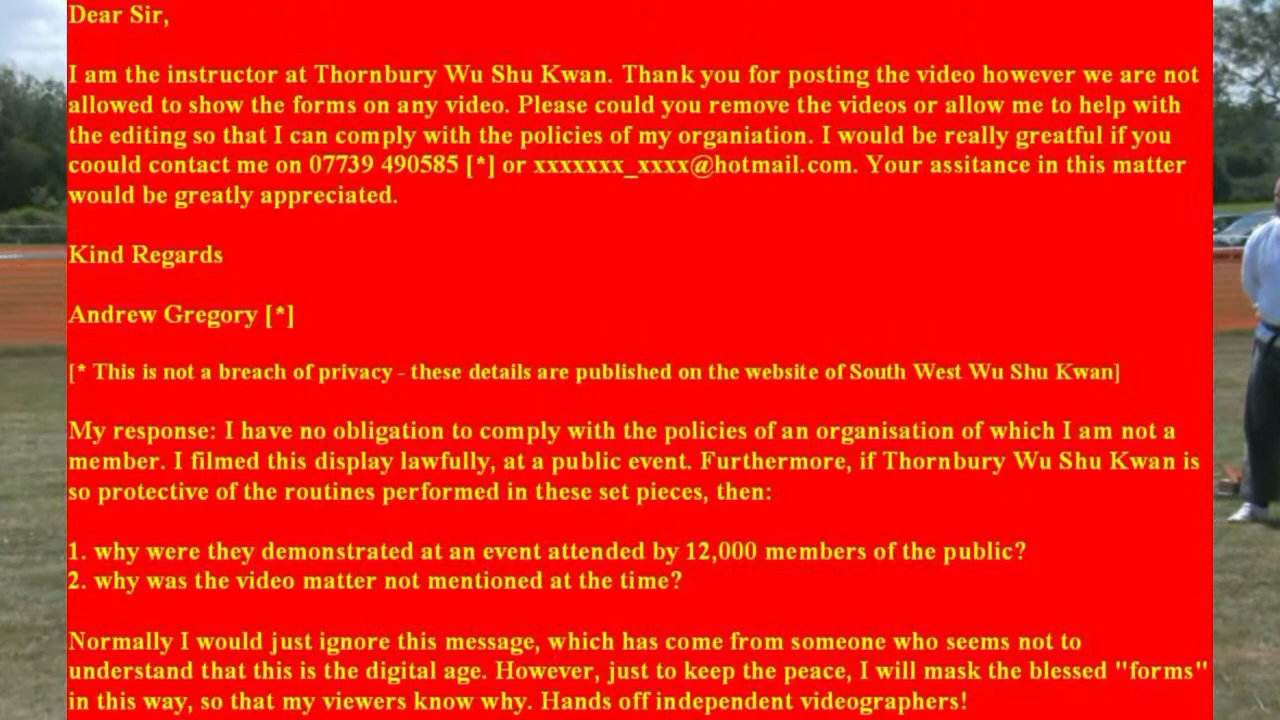 Dear Sir,
I am the instructor at Thornbury Wu Shu Kwan. Thank you for posting the video however we are not
allowed to show the forms on any video. Please could you remove the videos or allow me to help with
the editing so that I can comply with the policies of my organiation. I would be really greatful if you
coould contact me on 07739 490585 [*] or xxxxxxx_xxxx@hotmail.com. Your assitance in this matter
would be greatly appreciated.
Kind Regards
Andrew Gregory [*]
[* This is not a breach of privacy - these details are published on the website of South West Wu Shu Kwan]
My response: I have no obligation to comply with the policies of an organisation of which I am not a
member. I filmed this display lawfully, at a public event. Furthermore, if Thornbury Wu Shu Kwan is
so protective of the routines performed in these set pieces, then:
1. why were they demonstrated at an event attended by 12,000 members of the public?
2. why was the video matter not mentioned at the time?
Normally I would just ignore this message, which has come from someone who seems not to
understand that this is the digital age. However, just to keep the peace, I will mask the blessed "forms"
in this way, so that my viewers know why. Hands off independent videographers!